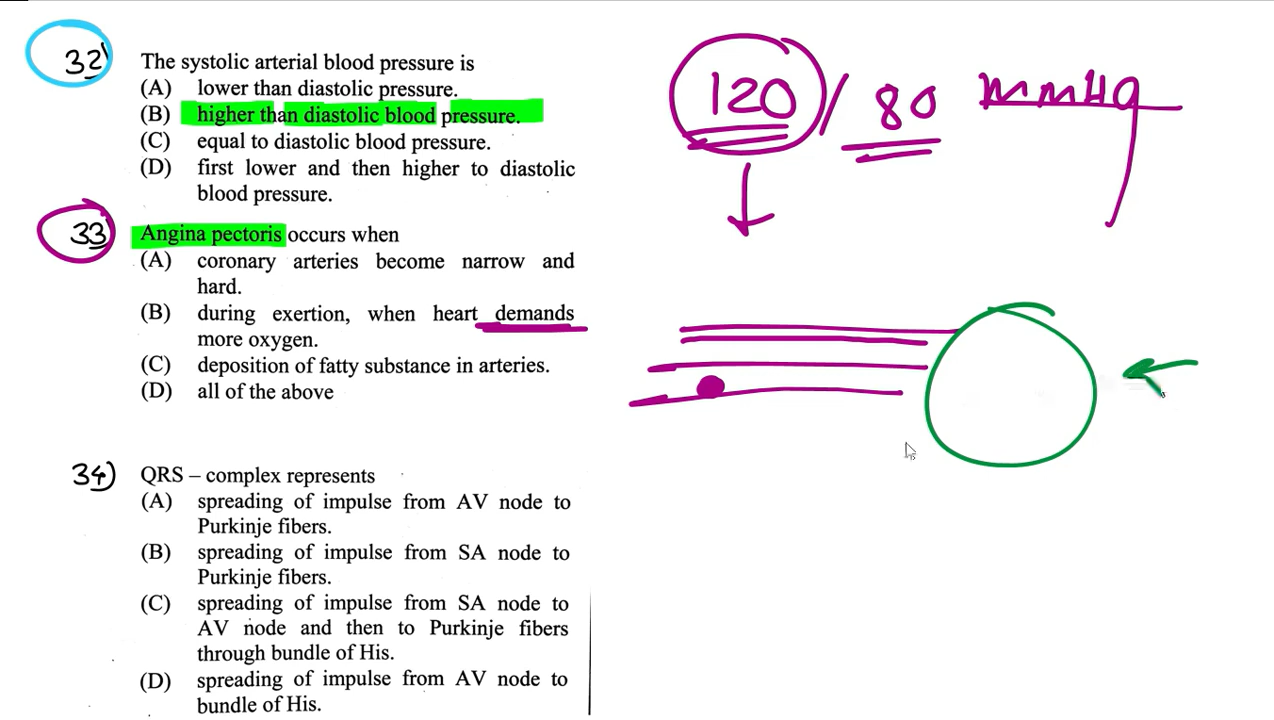 32
The systolic arterial blood pressure is
(A) lower than diastolic pressure.
(B) higher than diastolic blood pressure.
(C) equal to diastolic blood pressure.
(D) first lower and then higher to diastolic
blood pressure.
120 / 80 mmHg
33
Angina pectoris occurs when
(A) coronary arteries become narrow and
hard.
(B) during exertion, when heart demands
more oxygen.
(C) deposition of fatty substance in arteries.
(D) all of the above
34)
QRS – complex represents
(A) spreading of impulse from AV node to
Purkinje fibers.
(B) spreading of impulse from SA node to
Purkinje fibers.
(C) spreading of impulse from SA node to
AV node and then to Purkinje fibers
through bundle of His.
(D) spreading of impulse from AV node to
bundle of His.